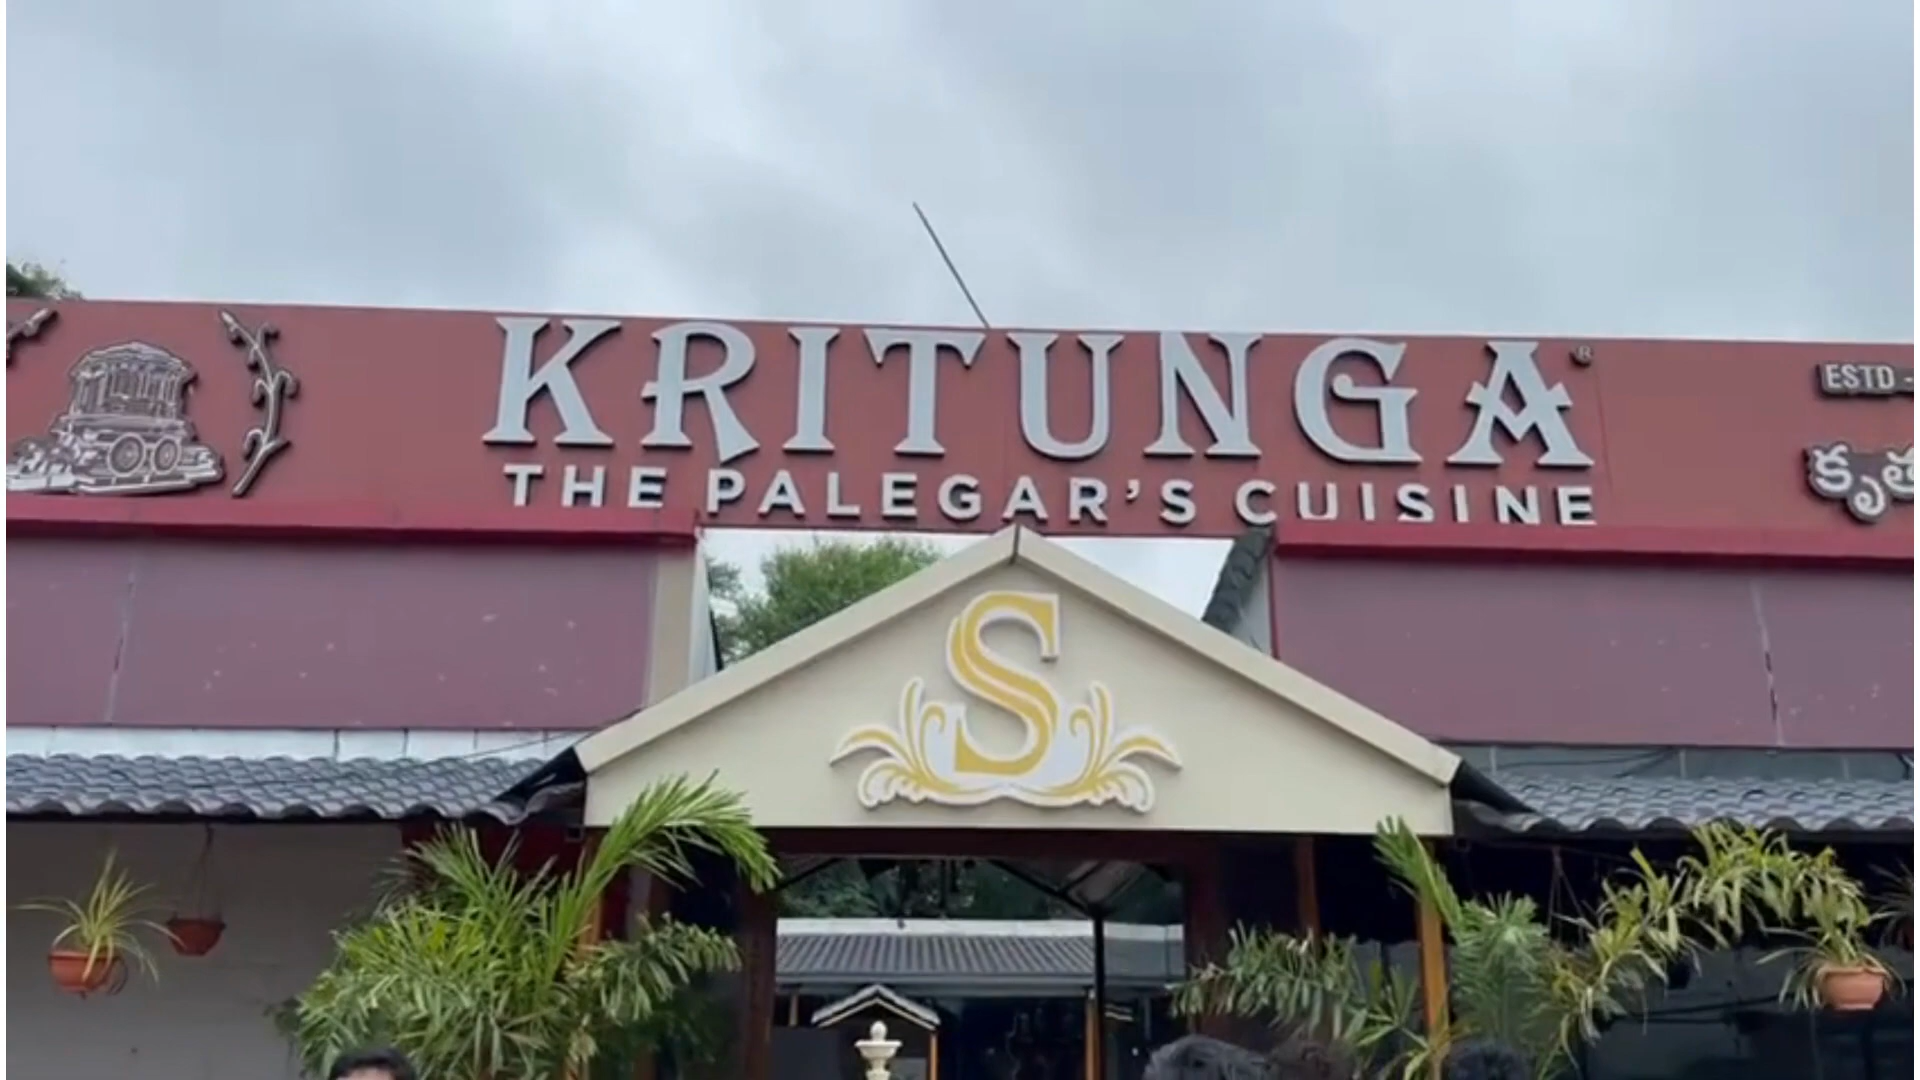 KRITUNGA®
THE PALEGAR'S CUISINE
ESTD -
S